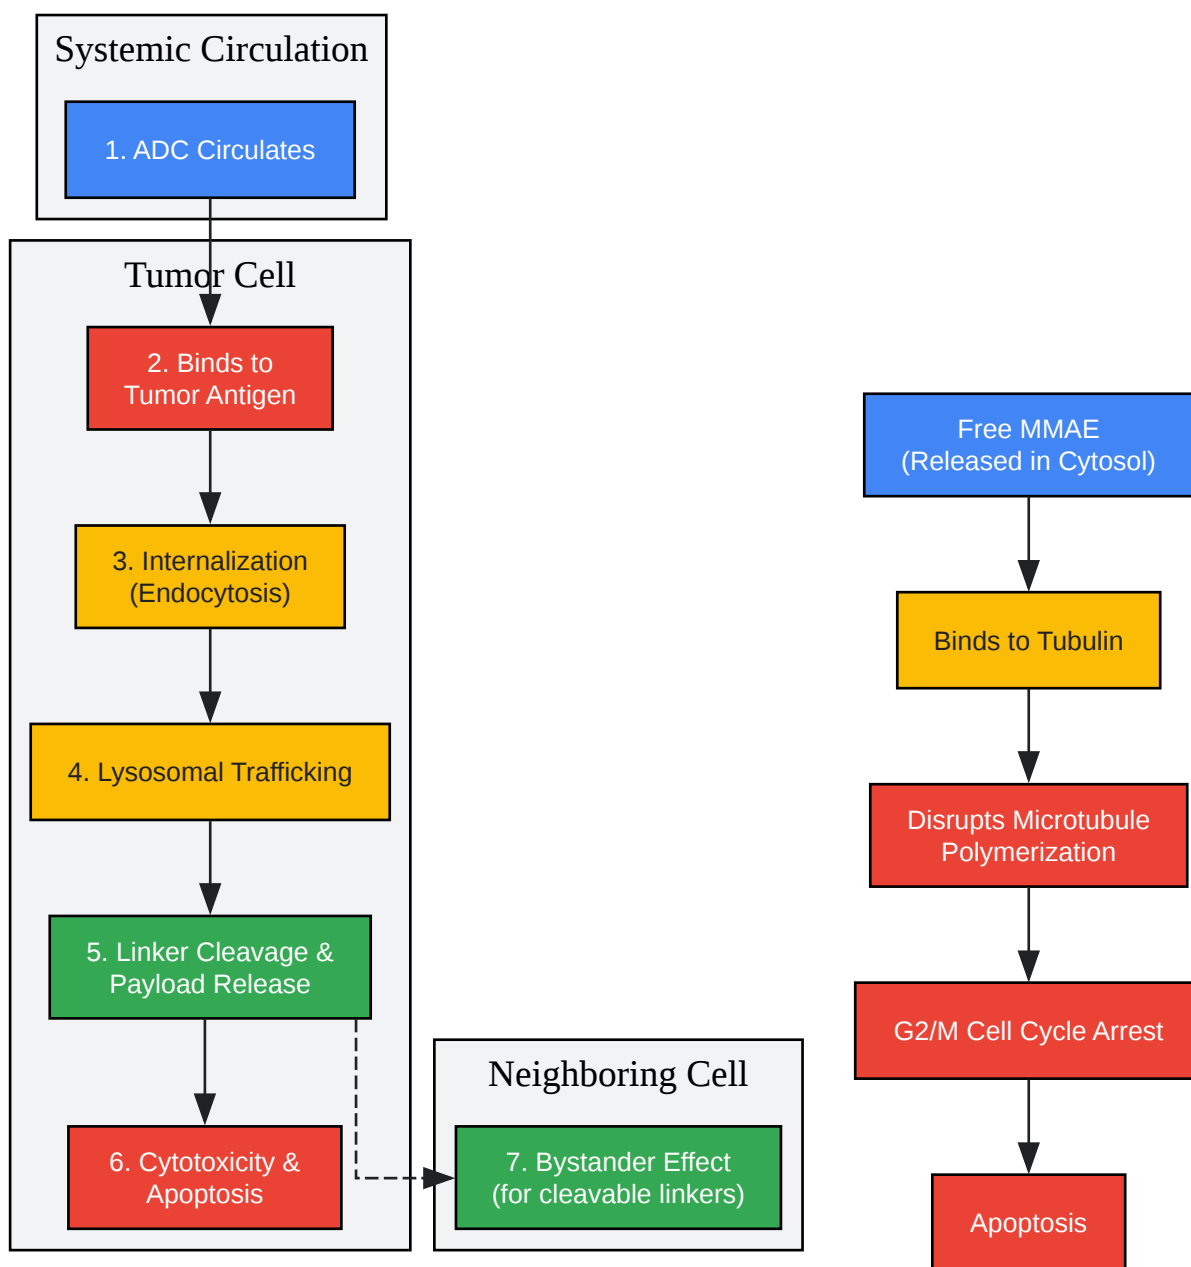 Systemic Circulation
1. ADC Circulates
Tumor Cell
2. Binds to
Tumor Antigen
3. Internalization
(Endocytosis)
4. Lysosomal Trafficking
5. Linker Cleavage &
Payload Release
6. Cytotoxicity &
Apoptosis
Neighboring Cell
7. Bystander Effect
(for cleavable linkers)
Free MMAE
(Released in Cytosol)
Binds to Tubulin
Disrupts Microtubule
Polymerization
G2/M Cell Cycle Arrest
Apoptosis